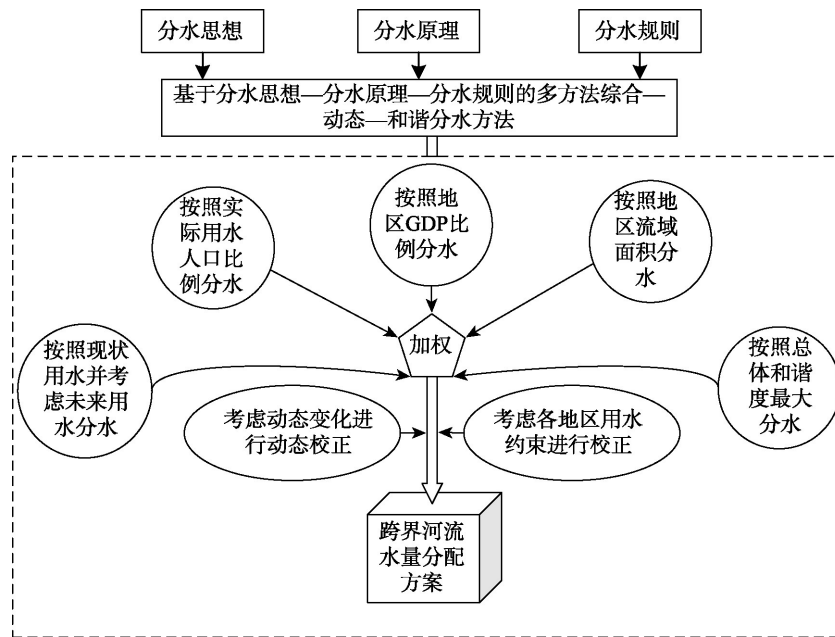 分水思想
分水原理
分水规则
基于分水思想—分水原理—分水规则的多方法综合—
动态—和谐分水方法
按照实
际用水
人口比
例分水
按照地
区GDP比
例分水
按照地
区流域
面积分
水
加权
按照现状
用水并考
虑未来用
水分水
按照总
体和谐
度最大
分水
考虑动态变化进
行动态校正
考虑各地区用水
约束进行校正
跨界河流
水量分配
方案